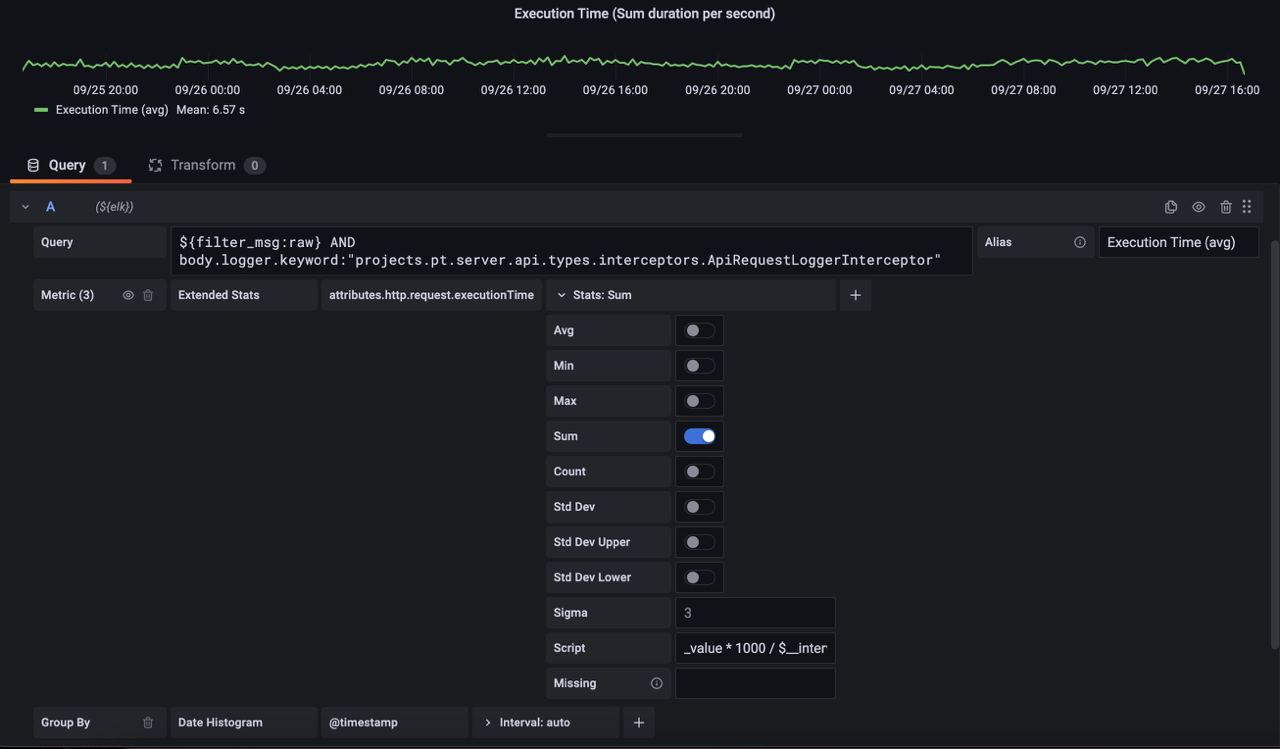 Execution Time (Sum duration per second)
09/25 20:00 09/26 00:00 09/26 04:00 09/26 08:00 09/26 12:00 09/26 16:00 09/26 20:00 09/27 00:00 09/27 04:00 09/27 08:00 09/27 12:00 09/27 16:00
Execution Time (avg) Mean: 6.57 s
Query 1 Transform 0
A (${elk})
Query ${filter_msg:raw} AND
body.logger.keyword:"projects.pt.server.api.types.interceptors.ApiRequestLoggerInterceptor"
Alias Execution Time (avg)
Metric (3) Extended Stats attributes.http.request.executionTime Stats: Sum +
Avg
Min
Max
Sum
Count
Std Dev
Std Dev Upper
Std Dev Lower
Sigma 3
Script _value * 1000 / $__inter
Missing
Group By Date Histogram @timestamp Interval: auto +